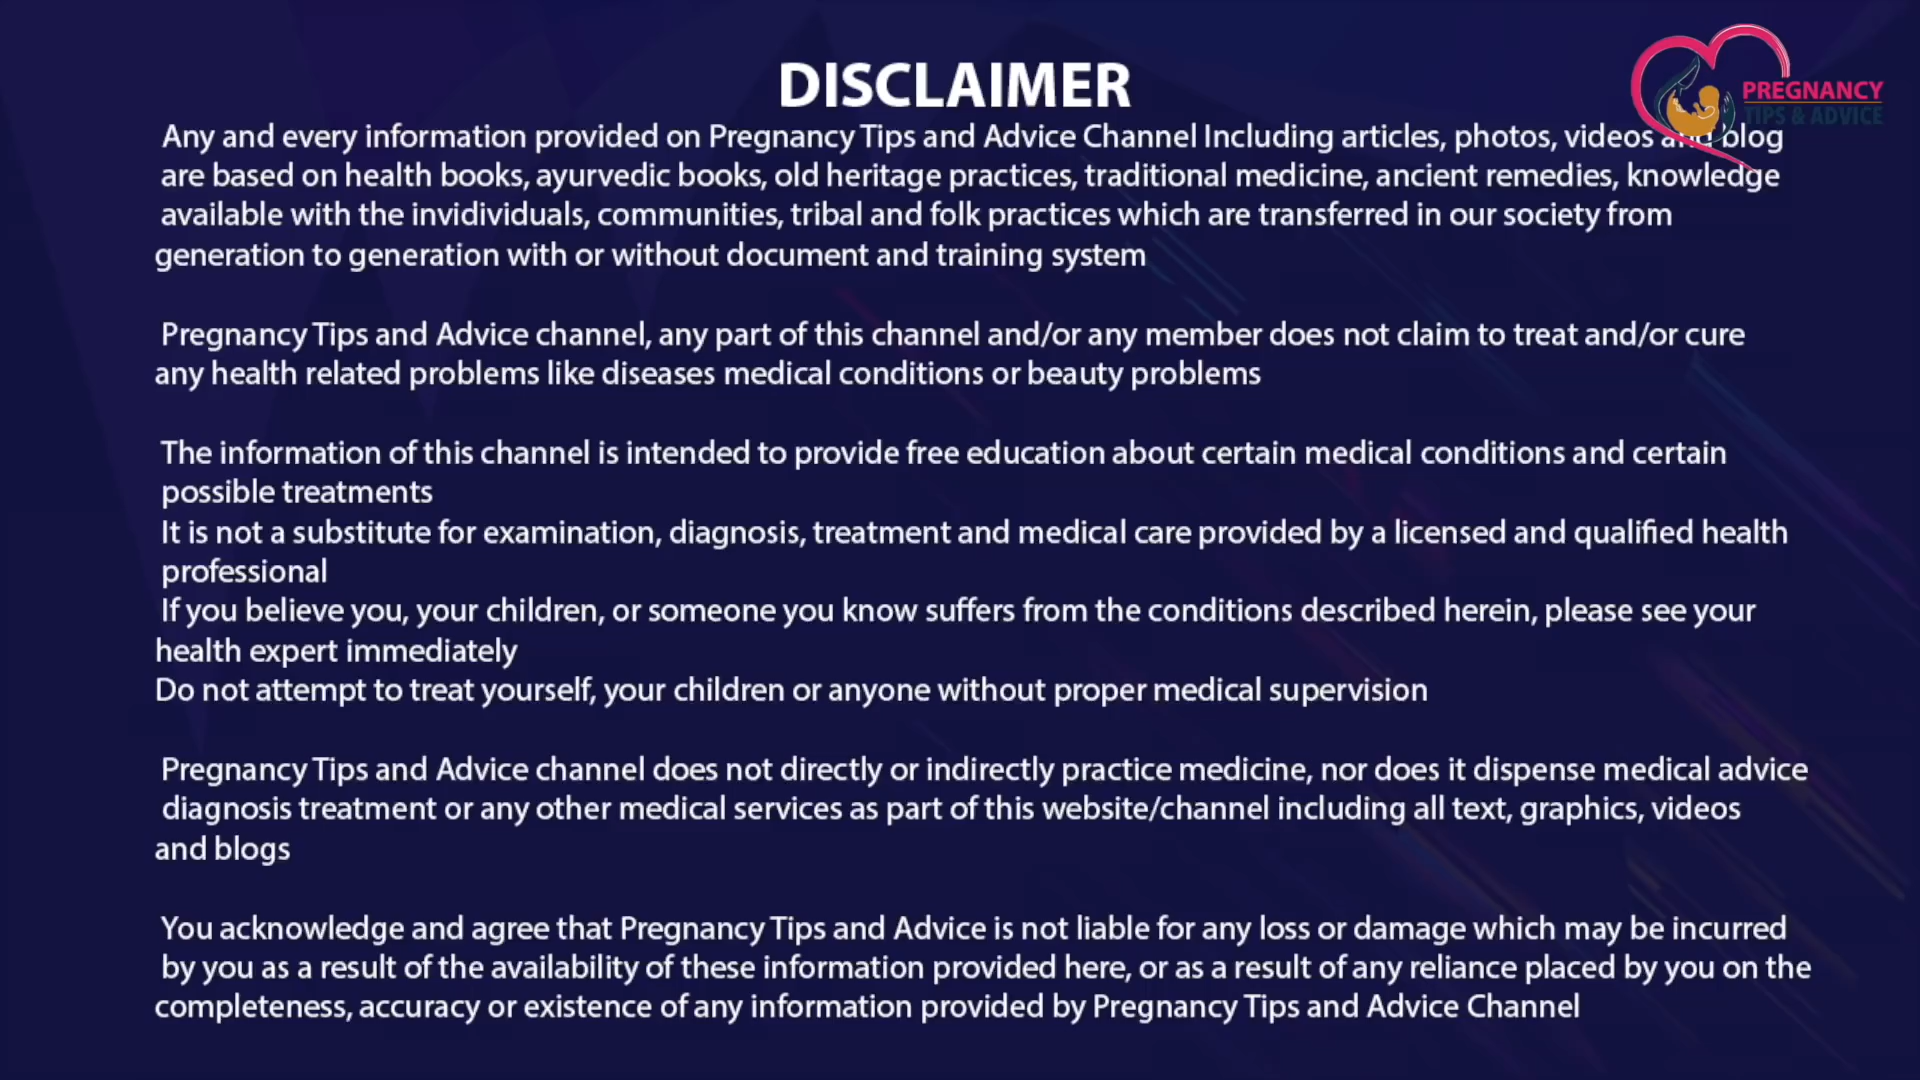 DISCLAIMER
PREGNANCY
TIPS & ADVICE
Any and every information provided on Pregnancy Tips and Advice Channel Including articles, photos, videos and blog
are based on health books, ayurvedic books, old heritage practices, traditional medicine, ancient remedies, knowledge
available with the invidividuals, communities, tribal and folk practices which are transferred in our society from
generation to generation with or without document and training system
Pregnancy Tips and Advice channel, any part of this channel and/or any member does not claim to treat and/or cure
any health related problems like diseases medical conditions or beauty problems
The information of this channel is intended to provide free education about certain medical conditions and certain
possible treatments
It is not a substitute for examination, diagnosis, treatment and medical care provided by a licensed and qualified health
professional
If you believe you, your children, or someone you know suffers from the conditions described herein, please see your
health expert immediately
Do not attempt to treat yourself, your children or anyone without proper medical supervision
Pregnancy Tips and Advice channel does not directly or indirectly practice medicine, nor does it dispense medical advice
diagnosis treatment or any other medical services as part of this website/channel including all text, graphics, videos
and blogs
You acknowledge and agree that Pregnancy Tips and Advice is not liable for any loss or damage which may be incurred
by you as a result of the availability of these information provided here, or as a result of any reliance placed by you on the
completeness, accuracy or existence of any information provided by Pregnancy Tips and Advice Channel